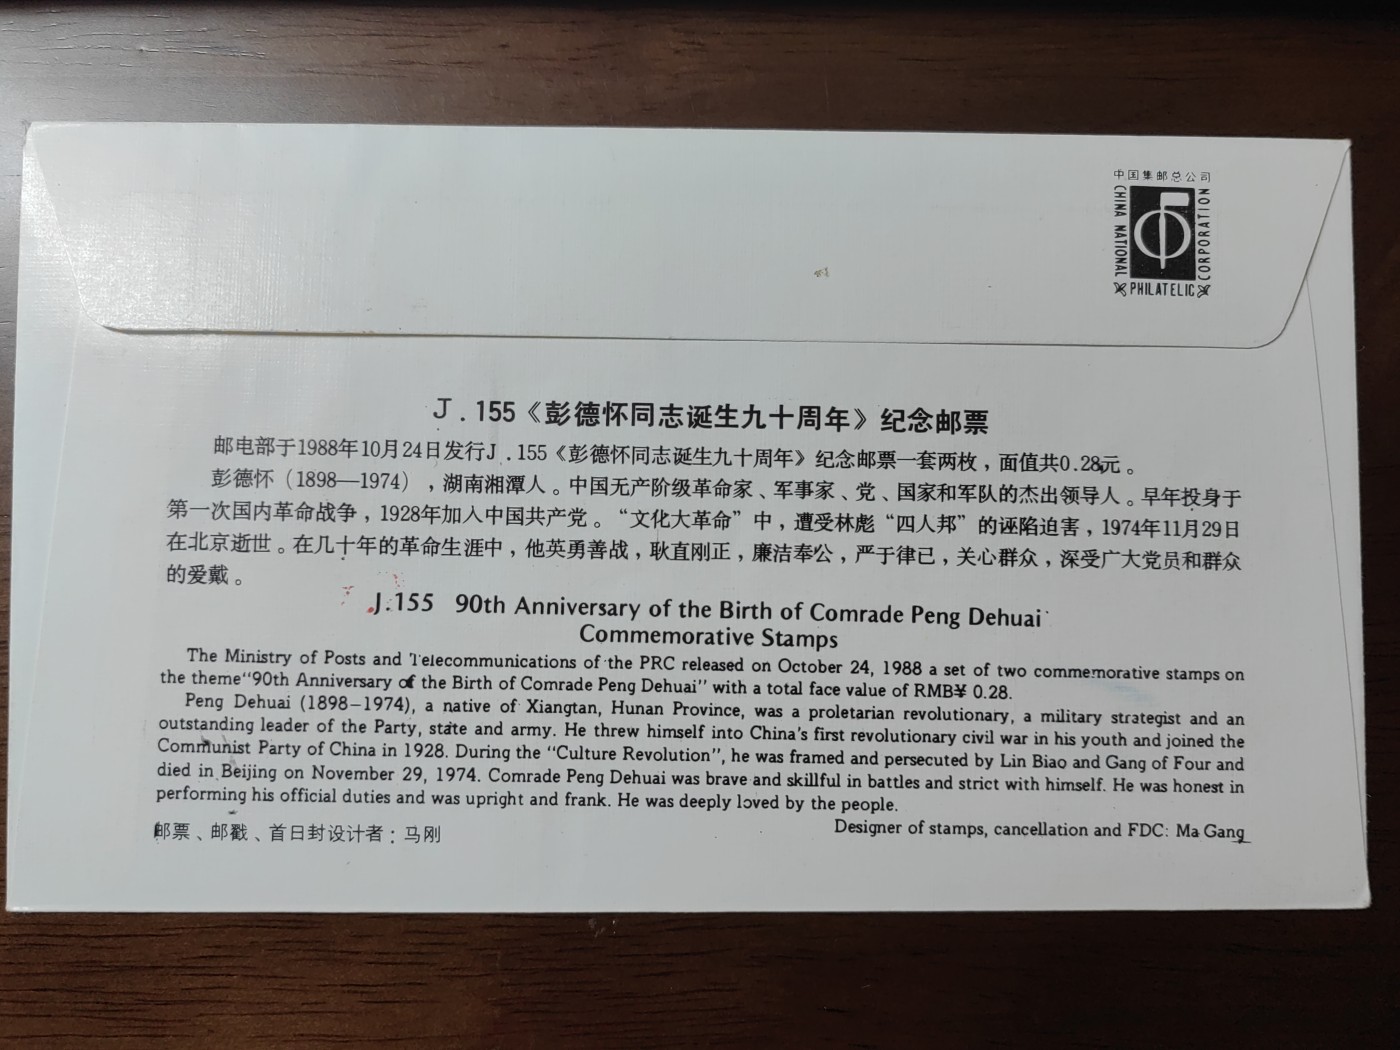 中国集邮总公司
CHINA NATIONAL
PHILATELIC
CORPORATION
J.155《彭德怀同志诞生九十周年》纪念邮票
邮电部于1988年10月24日发行J.155《彭德怀同志诞生九十周年》纪念邮票一套两枚，面值共0.28元。
彭德怀（1898—1974），湖南湘潭人。中国无产阶级革命家、军事家、党、国家和军队的杰出领导人。早年投身于
第一次国内革命战争，1928年加入中国共产党。“文化大革命”中，遭受林彪“四人邦”的诬陷迫害，1974年11月29日
在北京逝世。在几十年的革命生涯中，他英勇善战，耿直刚正，廉洁奉公，严于律已，关心群众，深受广大党员和群众
的爱戴。
J.155 90th Anniversary of the Birth of Comrade Peng Dehuai
Commemorative Stamps
The Ministry of Posts and Telecommunications of the PRC released on October 24, 1988 a set of two commemorative stamps on
the theme“90th Anniversary of the Birth of Comrade Peng Dehuai” with a total face value of RMB¥ 0.28.
Peng Dehuai (1898–1974), a native of Xiangtan, Hunan Province, was a proletarian revolutionary, a military strategist and an
outstanding leader of the Party, state and army. He threw himself into China's first revolutionary civil war in his youth and joined the
Communist Party of China in 1928. During the “Culture Revolution”, he was framed and persecuted by Lin Biao and Gang of Four and
died in Beijing on November 29, 1974. Comrade Peng Dehuai was brave and skillful in battles and strict with himself. He was honest in
performing his official duties and was upright and frank. He was deeply loved by the people.
邮票、邮戳、首日封设计者：马刚
Designer of stamps, cancellation and FDC: Ma Gang